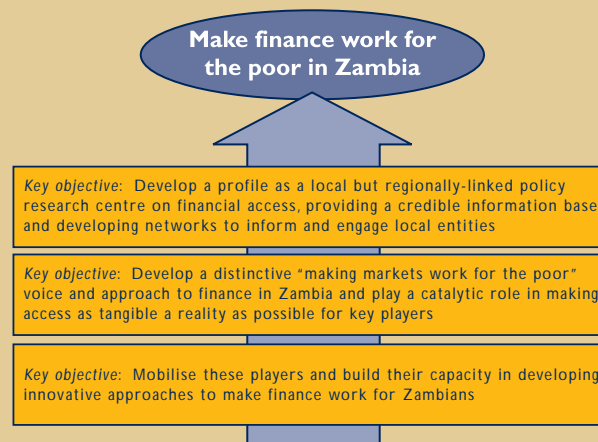 Make finance work for
the poor in Zambia
Key objective: Develop a profile as a local but regionally-linked policy
research centre on financial access, providing a credible information base
and developing networks to inform and engage local entities
Key objective: Develop a distinctive “making markets work for the poor”
voice and approach to finance in Zambia and play a catalytic role in making
access as tangible a reality as possible for key players
Key objective: Mobilise these players and build their capacity in developing
innovative approaches to make finance work for Zambians